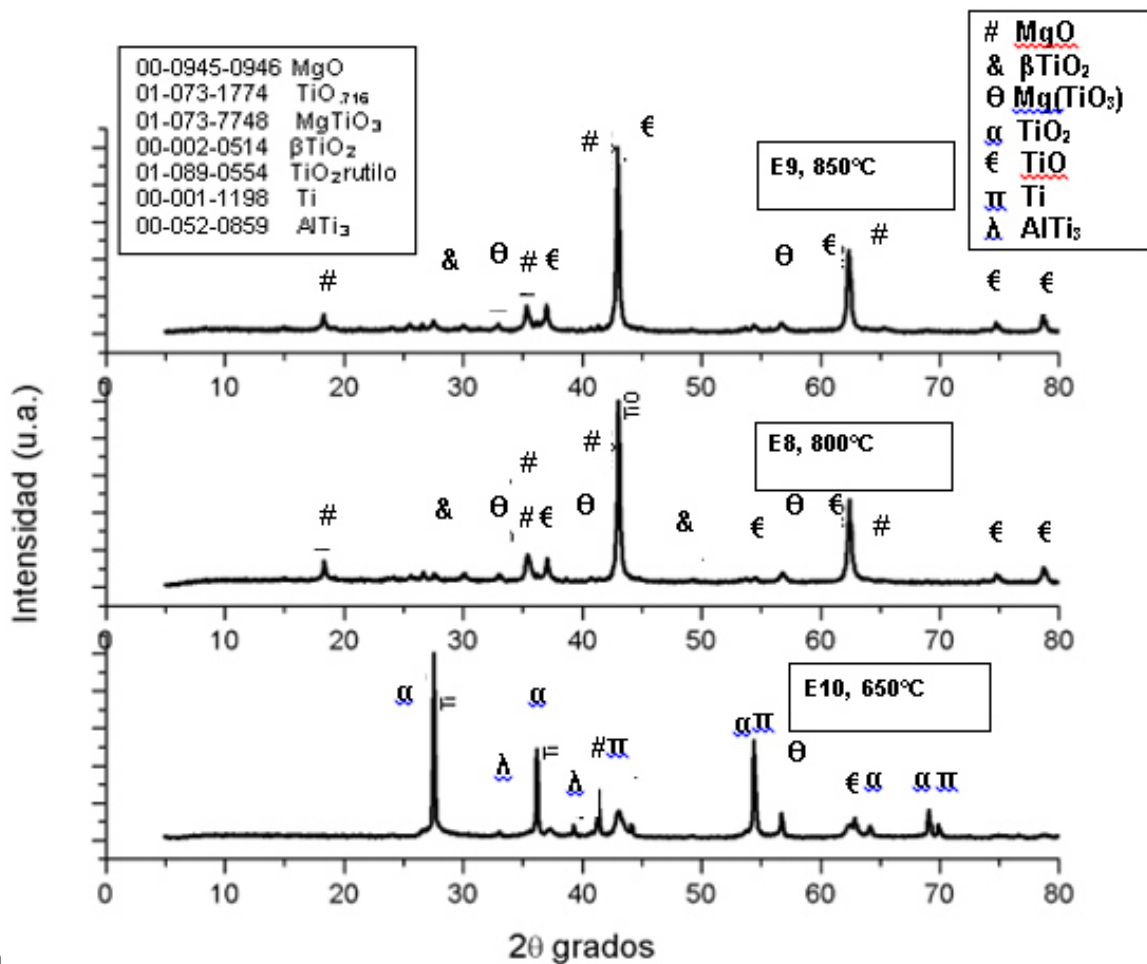 00-0945-0946 MgO
01-073-1774 TiO.716
01-073-7748 MgTiO₃
00-002-0514 βTiO₂
01-089-0554 TiO₂rutilo
00-001-1198 Ti
00-052-0859 AlTi₃
# MgO
& βTiO₂
Θ Mg(TiO₃)
α TiO₂
€ TiO
π Ti
λ AlTi₃
E9, 850°C
# & Θ # € # € Θ € # € €
0 10 20 30 40 50 60 70 80
E8, 800°C
# & Θ # # € Θ # TiO & € Θ € # € €
0 10 20 30 40 50 60 70 80
E10, 650°C
α Ti λ α Ti λ # π α π Θ € α α π
0 10 20 30 40 50 60 70 80
Intensidad (u.a.)
2θ grados